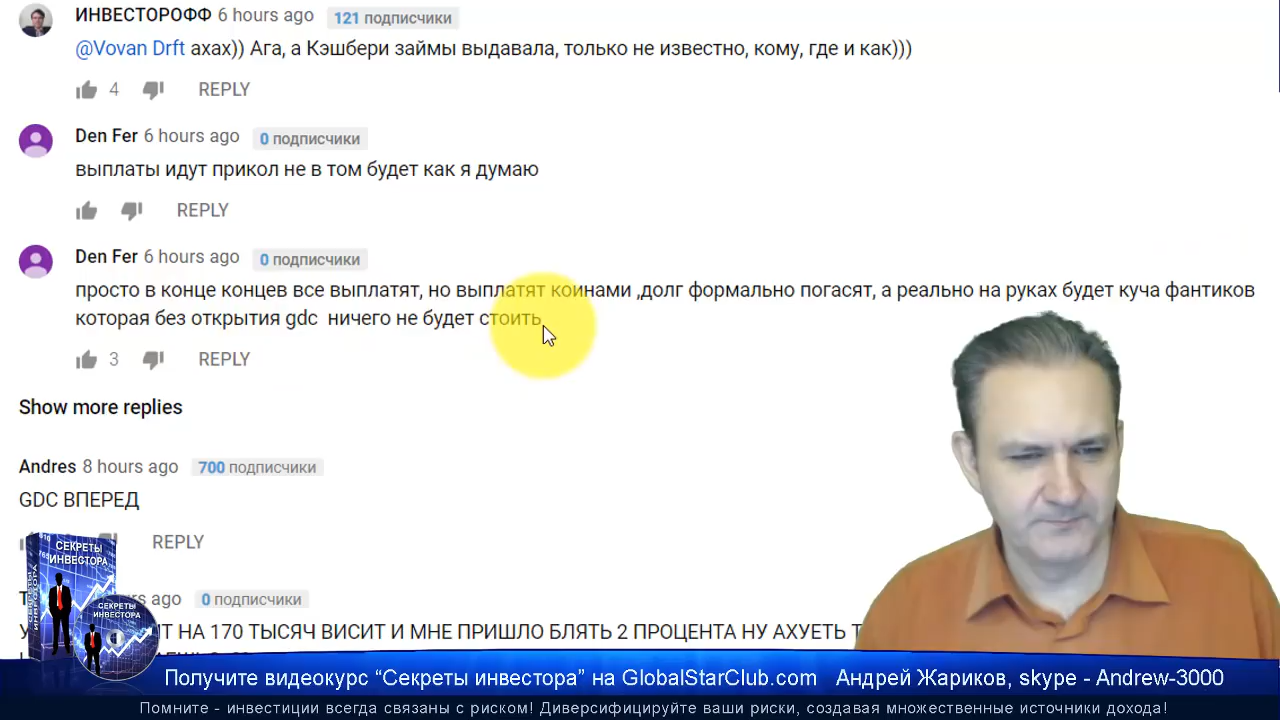 ИНВЕСТОРОФФ 6 hours ago 121 подписчики
@Vovan Drft ахах)) Ага, а Кэшбери займы выдавала, только не известно, кому, где и как)))
4 REPLY
Den Fer 6 hours ago 0 подписчики
выплаты идут прикол не в том будет как я думаю
REPLY
Den Fer 6 hours ago 0 подписчики
просто в конце концев все выплатят, но выплатят коинами ,долг формально погасят, а реально на руках будет куча фантиков
которая без открытия gdc ничего не будет стоить
3 REPLY
Show more replies
Andres 8 hours ago 700 подписчики
GDC ВПЕРЕД
REPLY
ago 0 подписчики
НА 170 ТЫСЯЧ ВИСИТ И МНЕ ПРИШЛО БЛЯТЬ 2 ПРОЦЕНТА НУ АХУЕТЬ
СЕКРЕТЫ
ИНВЕСТОРА
СЕКРЕТЫ
ИНВЕСТОРА
СЕКРЕТЫ
ИНВЕСТОРА
Получите видеокурс “Секреты инвестора” на GlobalStarClub.com Андрей Жариков, skype - Andrew-3000
Помните - инвестиции всегда связаны с риском! Диверсифицируйте ваши риски, создавая множественные источники дохода!